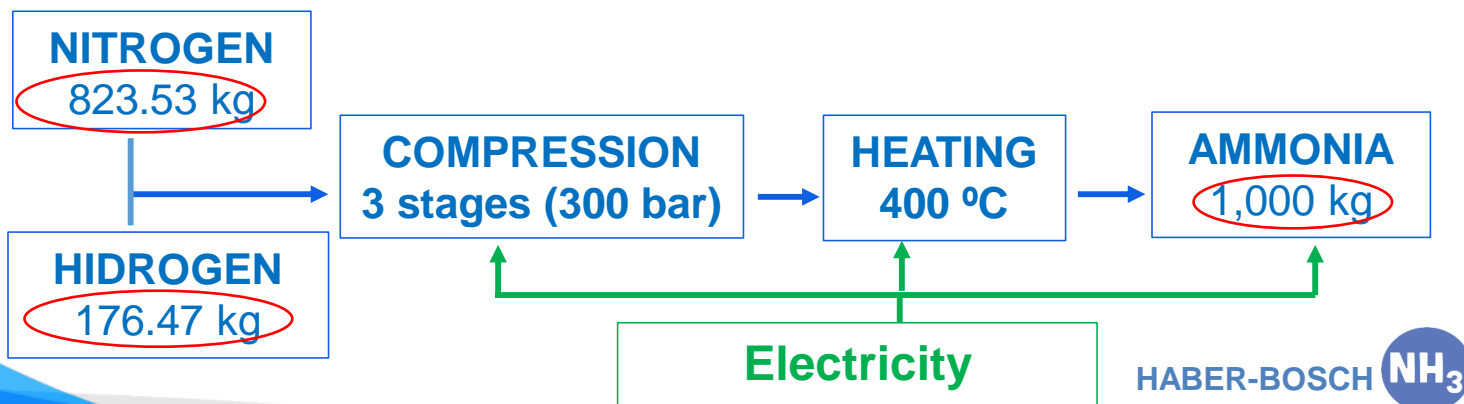 NITROGEN
823.53 kg
HIDROGEN
176.47 kg
COMPRESSION
3 stages (300 bar)
HEATING
400 ºC
AMMONIA
1,000 kg
Electricity
HABER-BOSCH
NH3